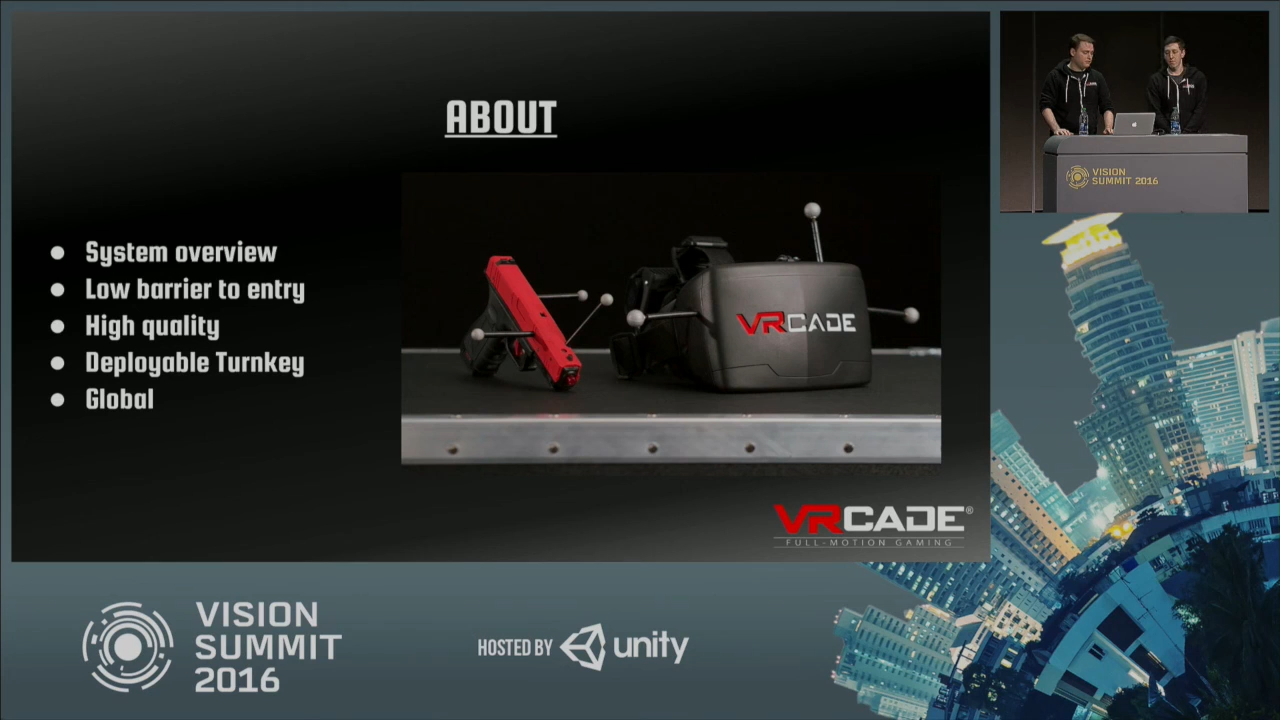 ABOUT
● System overview
● Low barrier to entry
● High quality
● Deployable Turnkey
● Global
VRCADE
VRCADE®
FULL-MOTION GAMING
VISION
SUMMIT 2016
VISION
SUMMIT
2016
HOSTED BY unity